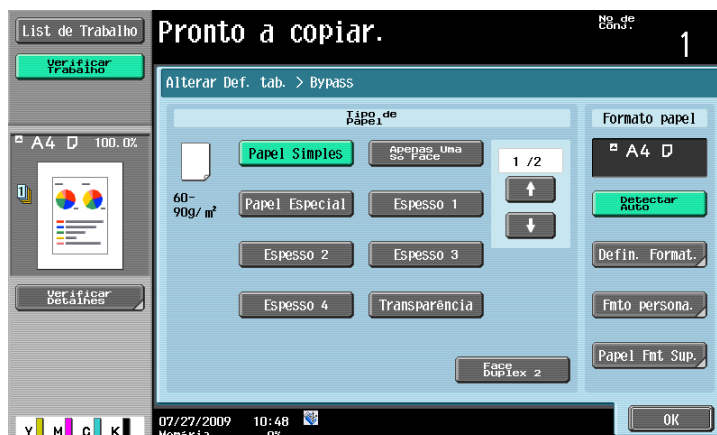 List de Trabalho
Verificar
Trabalho
Pronto a copiar.
No. de
Conj.
1
Alterar Def. tab. > Bypass
Tipo de
Papel
Formato papel
A4 100.0%
60-
90g/ m²
Papel Simples
Apenas Uma
Só Face
1 /2
A4
Papel Especial
Espesso 1
Detectar
Auto
Espesso 2
Espesso 3
Defin. Format.
Verificar
Detalhes
Espesso 4
Transparência
Fmto persona.
Face
Duplex 2
Papel Fmt Sup.
07/27/2009 10:48
Memória 0%
OK
Y M C K